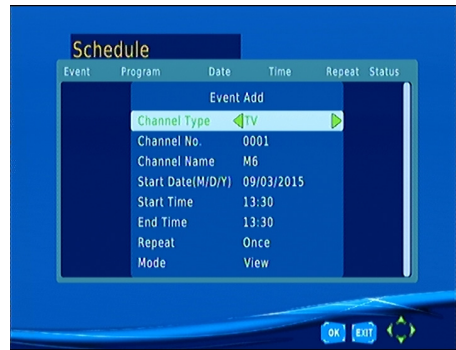 Schedule
Event Program Date Time Repeat Status
Event Add
Channel Type TV
Channel No. 0001
Channel Name M6
Start Date(M/D/Y) 09/03/2015
Start Time 13:30
End Time 13:30
Repeat Once
Mode View
OK EXIT